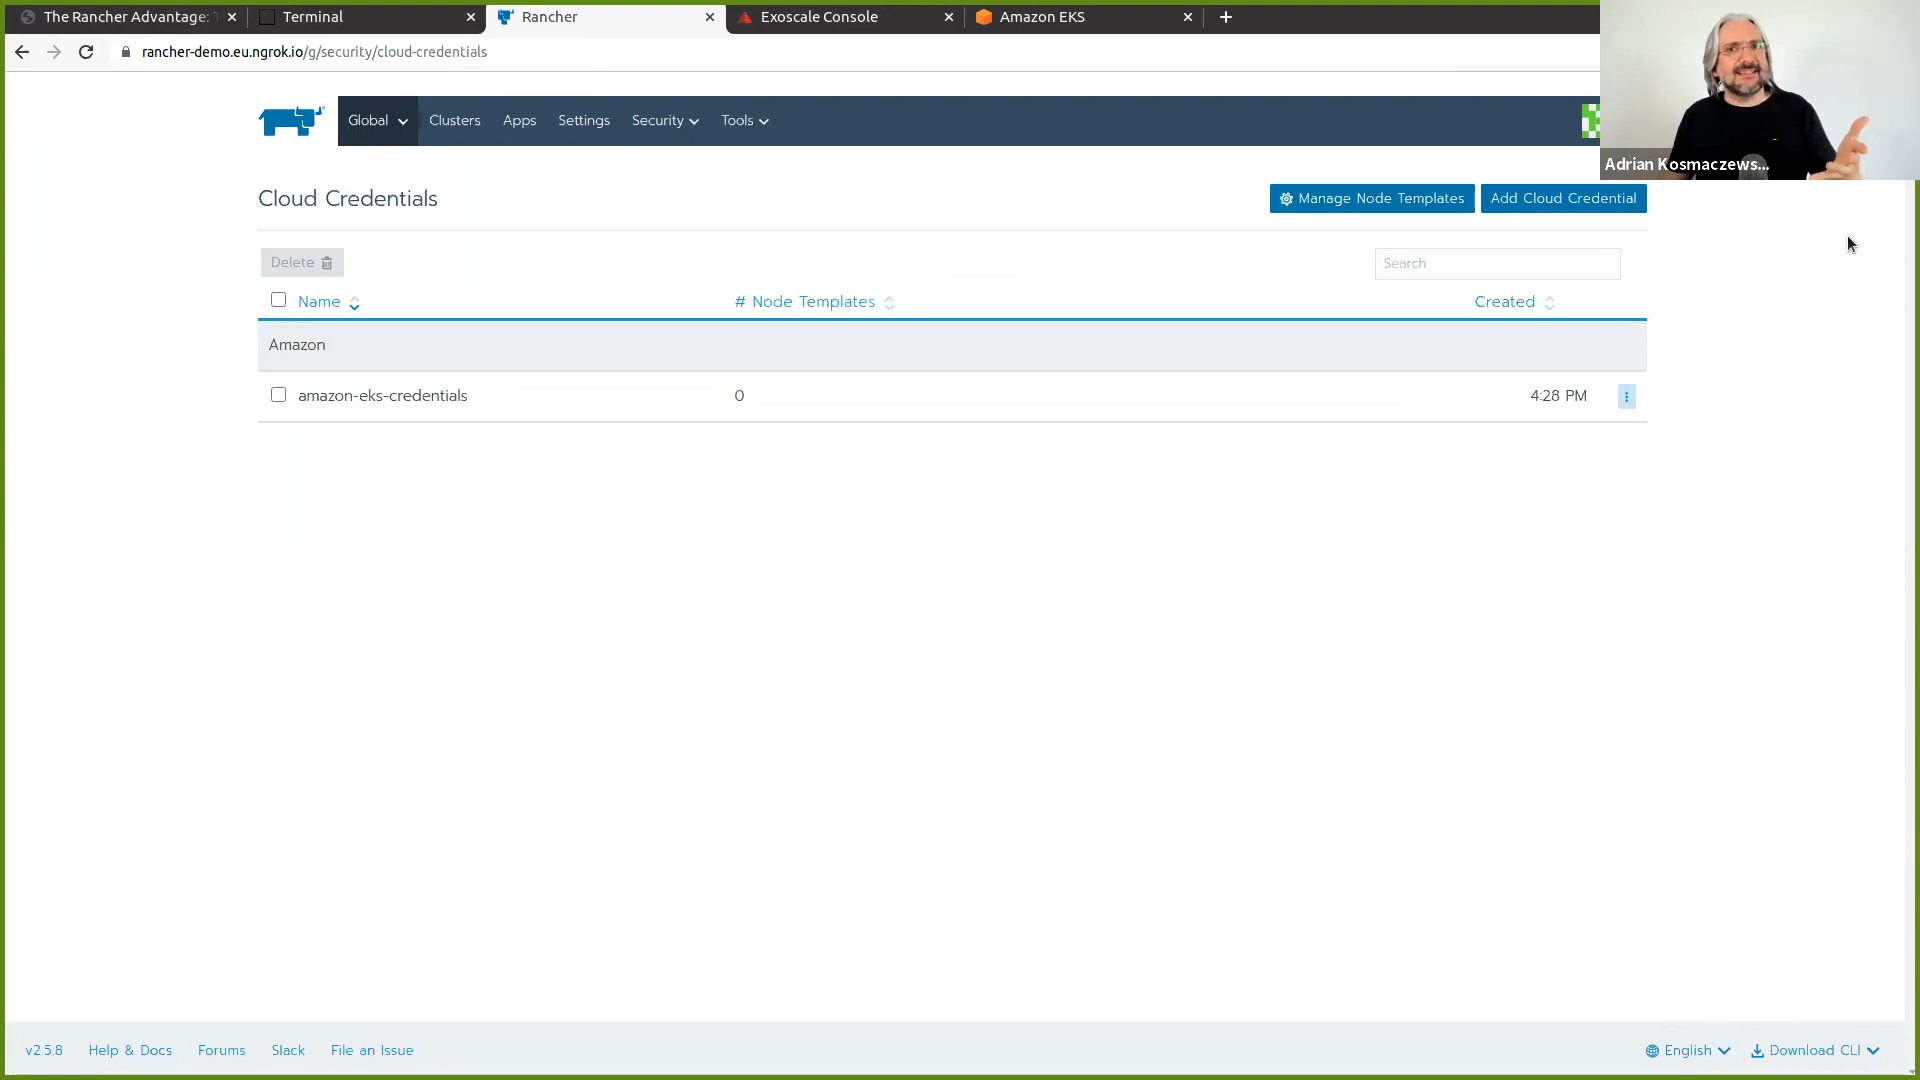 The Rancher Advantage:
Terminal
Rancher
Exoscale Console
Amazon EKS
rancher-demo.eu.ngrok.io/g/security/cloud-credentials
Global Clusters Apps Settings Security Tools
Adrian Kosmaczews...
Cloud Credentials
Manage Node Templates
Add Cloud Credential
Delete
Search
Name # Node Templates Created
Amazon
amazon-eks-credentials 0 4:28 PM
v2.5.8 Help & Docs Forums Slack File an Issue English Download CLI